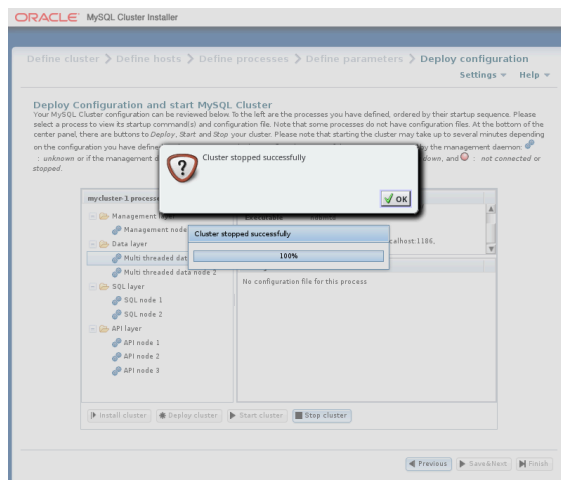 ORACLE MySQL Cluster Installer
Define cluster Define hosts Define processes Define parameters Deploy configuration
Settings Help
Deploy Configuration and start MySQL Cluster
Your MySQL Cluster configuration can be reviewed below. To the left are the processes you have defined, ordered by their startup sequence. Please
select a process to view its startup command(s) and configuration file. Note that some processes do not have configuration files. At the bottom of the
center panel, there are buttons to Deploy, Start and Stop your cluster. Please note that starting the cluster may take up to several minutes depending
on the configuration you have define by the management daemon:
: unknown or if the management d down, and : not connected or
stopped.
Cluster stopped successfully
OK
mycluster-1 process
Management layer
Management node
Data layer
Multi threaded dat
Multi threaded data node 2
SQL layer
SQL node 1
SQL node 2
API layer
API node 1
API node 2
API node 3
Executable
calhost:1186,
Cluster stopped successfully
100%
No configuration file for this process
Install cluster Deploy cluster Start cluster Stop cluster
Previous Save&Next Finish